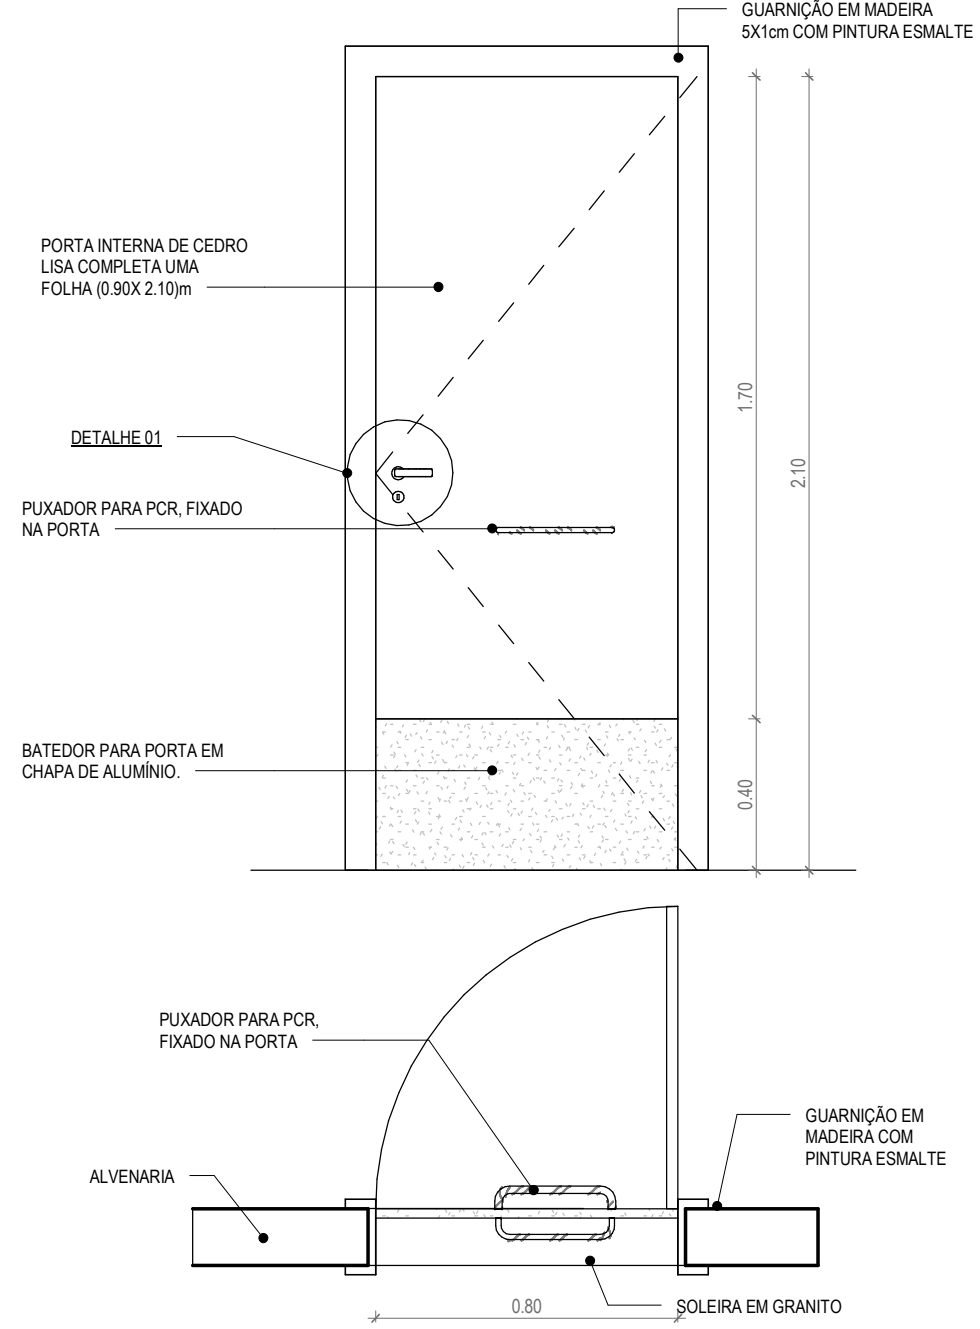 GUARNIÇÃO EM MADEIRA
5X1cm COM PINTURA ESMALTE
PORTA INTERNA DE CEDRO
LISA COMPLETA UMA
FOLHA (0.90X 2.10)m
1.70
2.10
DETALHE 01
PUXADOR PARA PCR, FIXADO
NA PORTA
BATEDOR PARA PORTA EM
CHAPA DE ALUMÍNIO.
0.40
PUXADOR PARA PCR,
FIXADO NA PORTA
GUARNIÇÃO EM
MADEIRA COM
PINTURA ESMALTE
ALVENARIA
0.80
SOLEIRA EM GRANITO